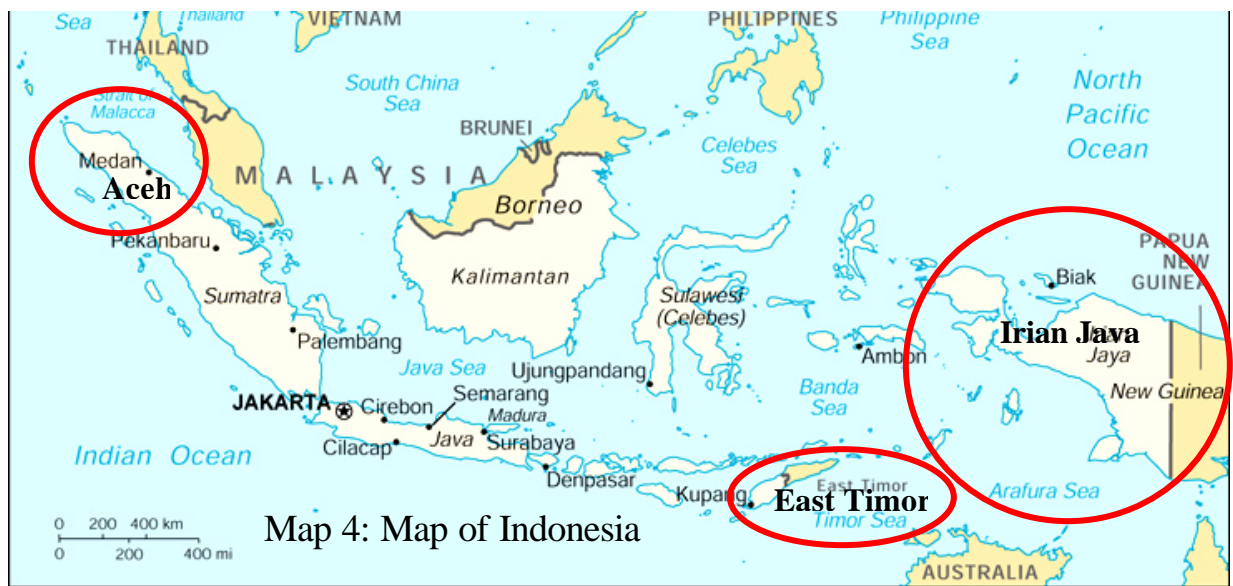 Sea
Thailand
VIETNAM
PHILIPPINES
Philippine
Sea
THAILAND
South China
Sea
North
Pacific
Ocean
Strait of
Malacca
BRUNEI
Celebes
Sea
Medan
Aceh
MALAYSIA
Borneo
Pekanbaru
Kalimantan
PAPUA
NEW
GUINEA
Biak
Sumatra
Sulawesi
(Celebes)
Irian Java
Jaya
Palembang
Ambon
Java Sea
Ujungpandang
Banda
Sea
New Guinea
JAKARTA
Cirebon
Semarang
Madura
Cilacap
Java
Surabaya
Indian Ocean
Denpasar
Kupang
East Timor
East Timor
Timor Sea
Arafura Sea
0 200 400 km
0 200 400 mi
Map 4: Map of Indonesia
AUSTRALIA